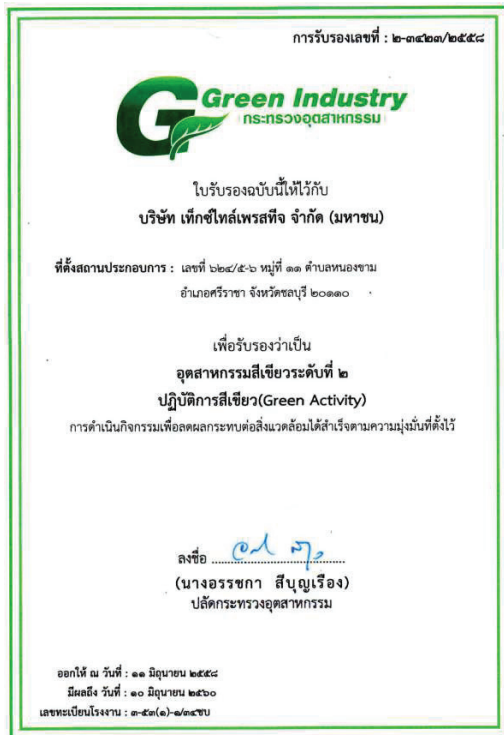 การรับรองเลขที่ : ๒-๓๔๒๓/๒๕๕๘
Green Industry
กระทรวงอุตสาหกรรม
ใบรับรองฉบับนี้ให้ไว้กับ
บริษัท เท็กซ์ไทล์เพรสทีจ จำกัด (มหาชน)
ที่ตั้งสถานประกอบการ : เลขที่ ๖๒๔/๕-๖ หมู่ที่ ๑๑ ตำบลหนองขาม
อำเภอศรีราชา จังหวัดชลบุรี ๒๐๑๑๐
เพื่อรับรองว่าเป็น
อุตสาหกรรมสีเขียวระดับที่ ๒
ปฏิบัติการสีเขียว(Green Activity)
การดำเนินกิจกรรมเพื่อลดผลกระทบต่อสิ่งแวดล้อมได้สำเร็จตามความมุ่งมั่นที่ตั้งไว้
ลงชื่อ
(นางอรรชกา สีบุญเรือง)
ปลัดกระทรวงอุตสาหกรรม
ออกให้ ณ วันที่ : ๑๑ มิถุนายน ๒๕๕๘
มีผลถึง วันที่ : ๑๐ มิถุนายน ๒๕๖๐
เลขทะเบียนโรงงาน : ๓-๕๓(๑)-๑/๓๔ชบ